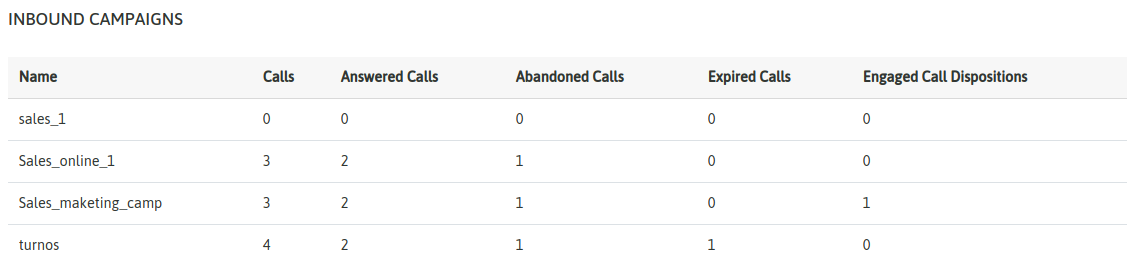 INBOUND CAMPAIGNS
Name Calls Answered Calls Abandoned Calls Expired Calls Engaged Call Dispositions
sales_1 0 0 0 0 0
Sales_online_1 3 2 1 0 0
Sales_maketing_camp 3 2 1 0 1
turnos 4 2 1 1 0